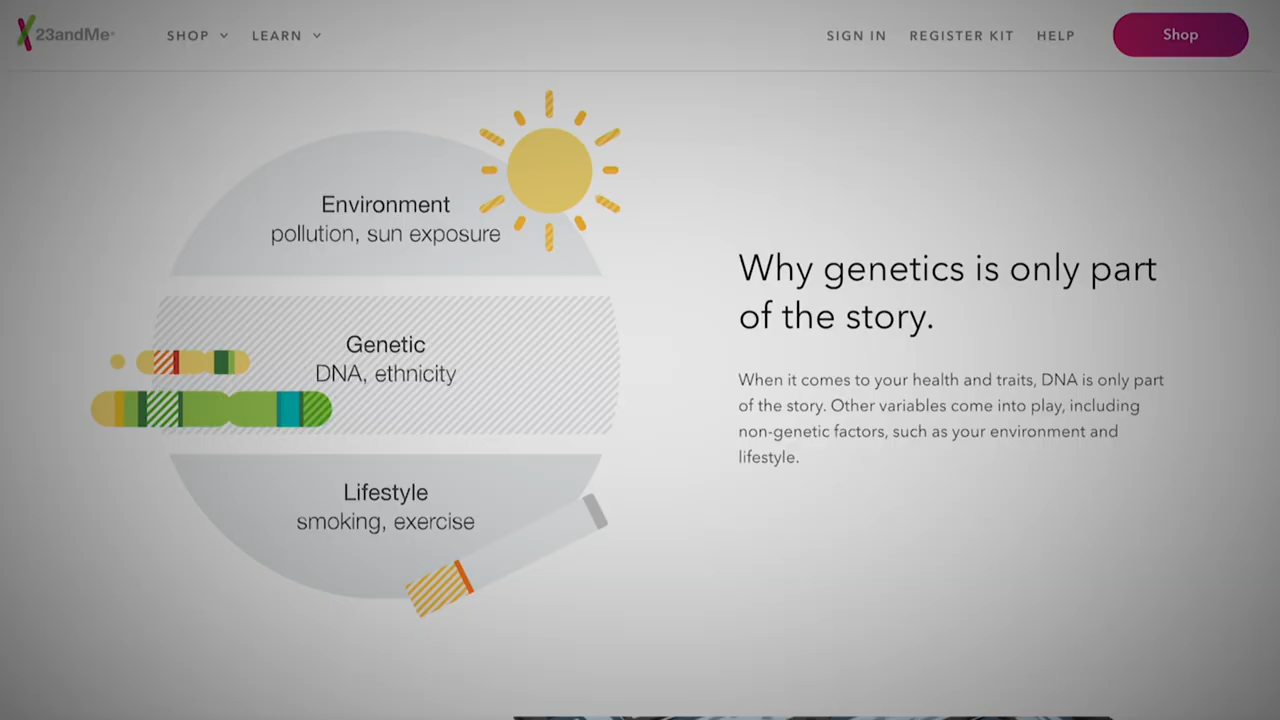 23andMe
SHOP
LEARN
SIGN IN
REGISTER KIT
HELP
Shop
Environment
pollution, sun exposure
Genetic
DNA, ethnicity
Lifestyle
smoking, exercise
Why genetics is only part
of the story.
When it comes to your health and traits, DNA is only part
of the story. Other variables come into play, including
non-genetic factors, such as your environment and
lifestyle.